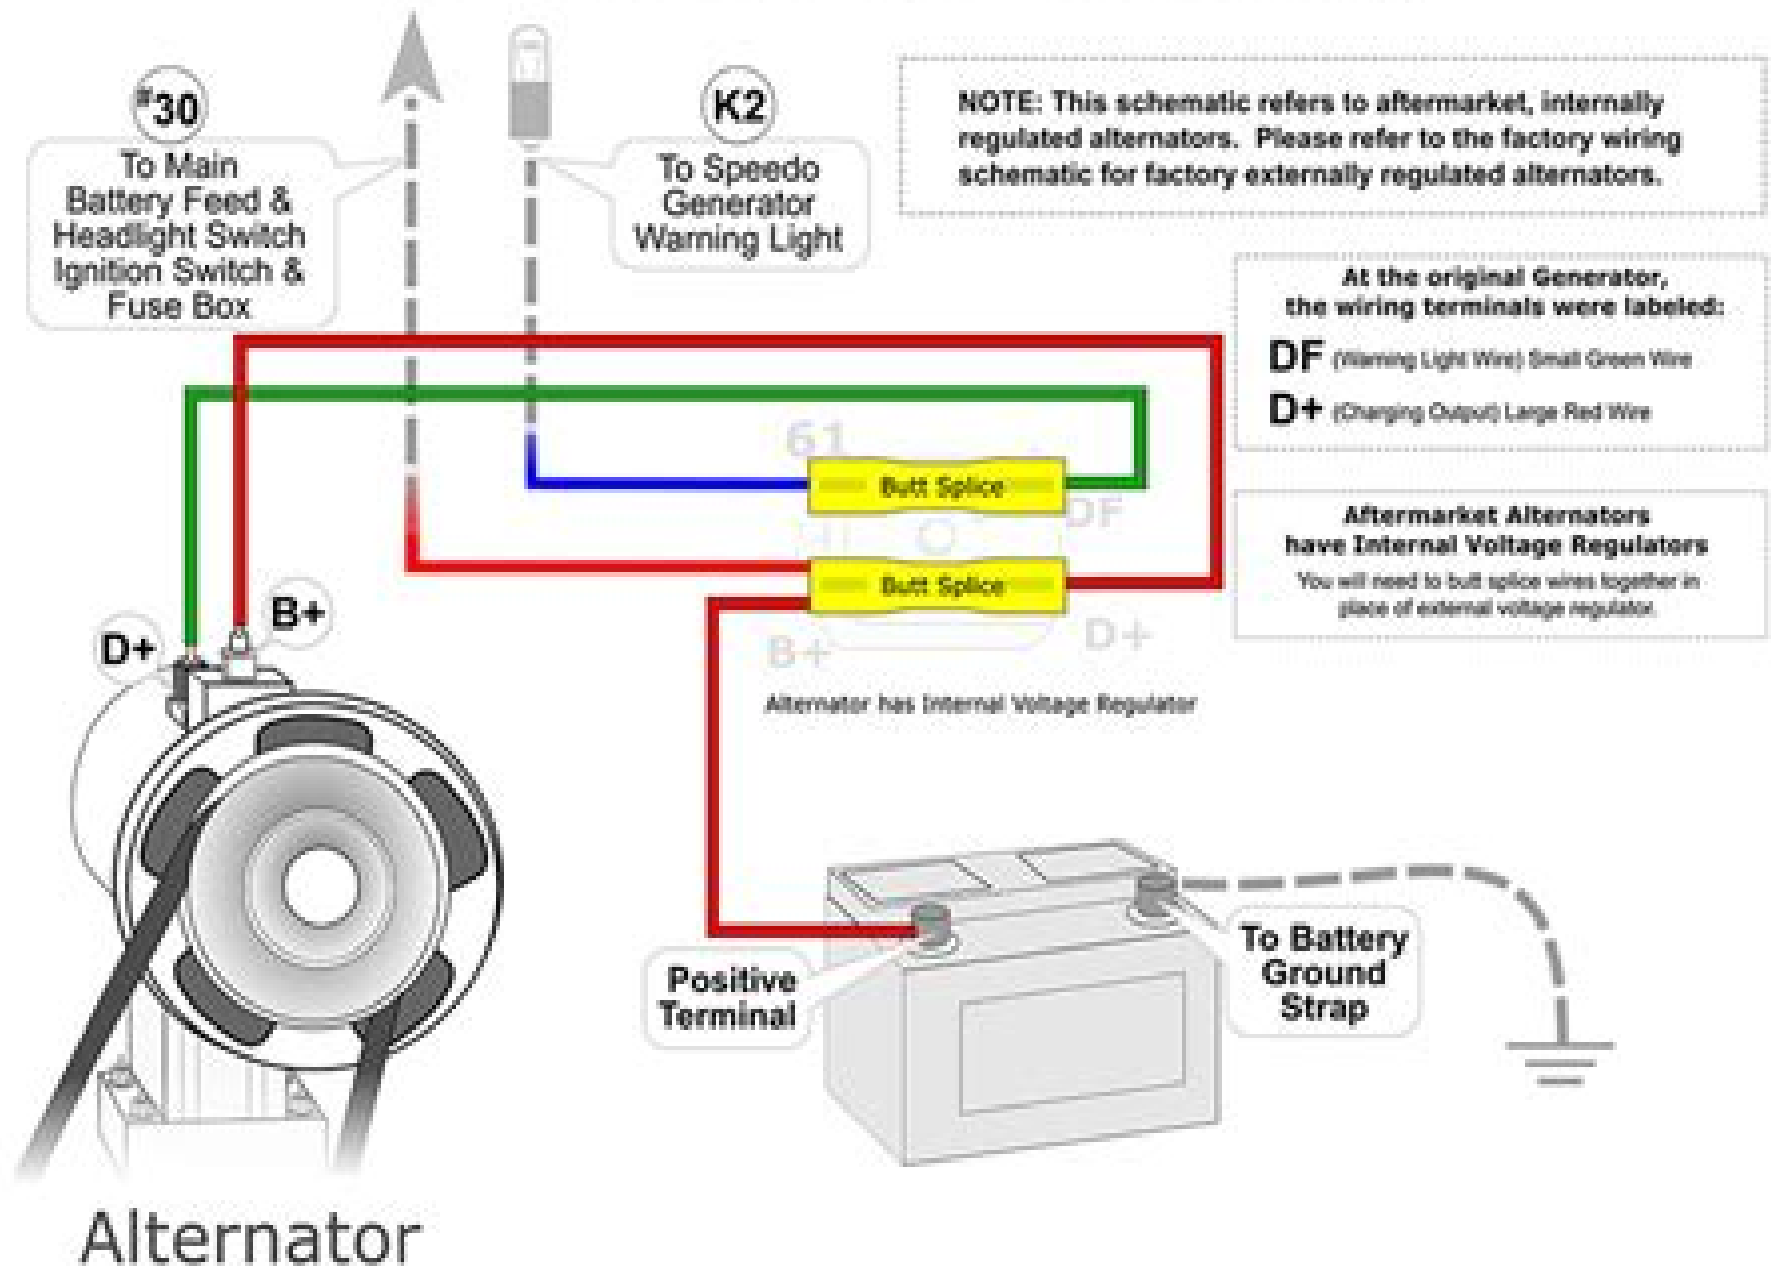 #30
To Main
Battery Feed &
Headlight Switch
Ignition Switch &
Fuse Box
K2
To Speedo
Generator
Warning Light
NOTE: This schematic refers to aftermarket, internally
regulated alternators. Please refer to the factory wiring
schematic for factory externally regulated alternators.
At the original Generator,
the wiring terminals were labeled:
DF (Warning Light Wire) Small Green Wire
D+ (Charging Output) Large Red Wire
61
Butt Splice
DF
Aftermarket Alternators
have Internal Voltage Regulators
You will need to butt splice wires together in
place of external voltage regulator.
Butt Splice
B+
D+
B+
D+
Alternator has Internal Voltage Regulator
Positive
Terminal
To Battery
Ground
Strap
Alternator